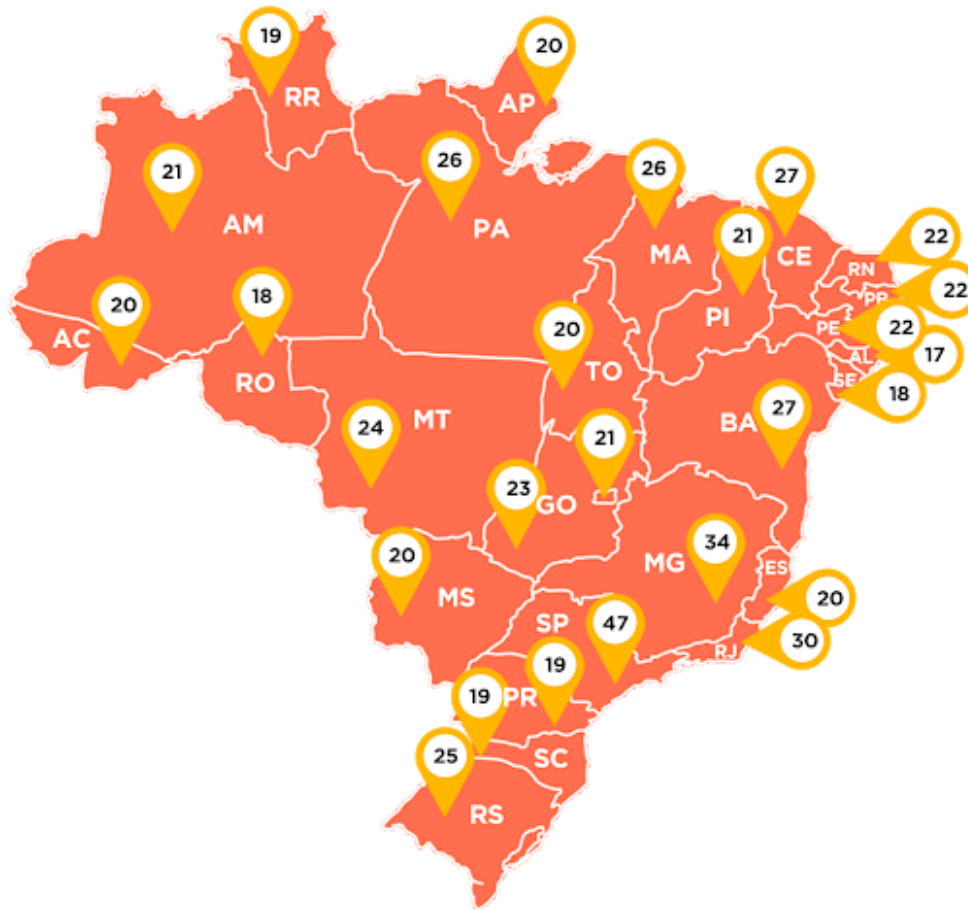 19
RR
20
AP
21
AM
26
PA
26
MA
27
CE
21
PI
22
RN
22
PB
22
PE
17
AL
18
SE
20
AC
18
RO
20
TO
24
MT
27
BA
21
23
GO
34
MG
ES
20
20
MS
47
SP
30
RJ
19
PR
19
SC
25
RS